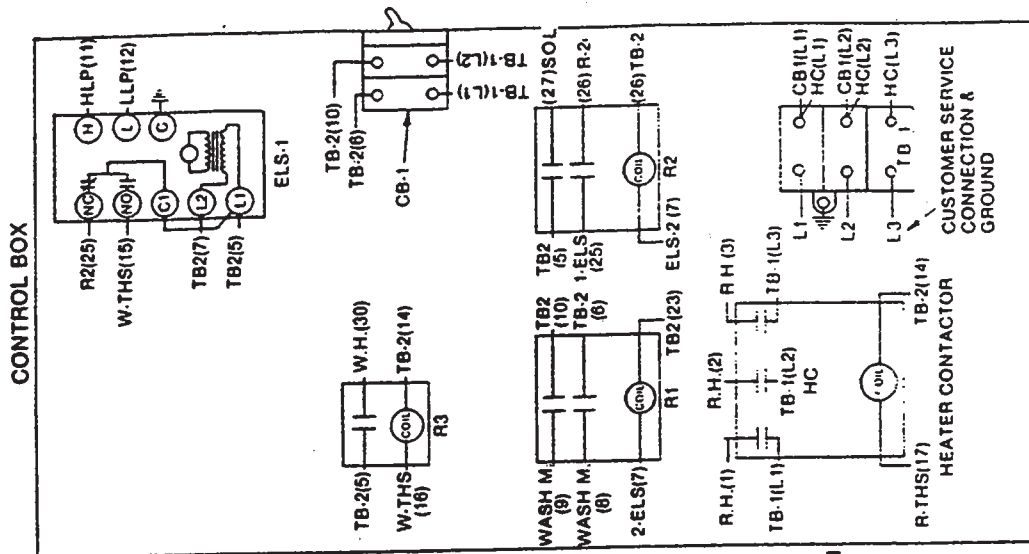 CONTROL BOX
R2(25)
W-THS(15)
TB2(7)
TB2(5)
NC
NO
C1
L2
L1
H
L
C
HLP(11)
LLP(12)
ELS-1
TB-2(5)
W-THS
(16)
COIL
W.H.(30)
TB-2(14)
R3
TB-2(10)
TB-2(6)
CB-1
TB-1(L2)
TB-1(L1)
WASH M.
(9)
WASH M.
(8)
2-ELS(7)
COIL
TB2
(10)
TB-2
(6)
TB2(23)
R1
TB2
(5)
1-ELS
(25)
ELS-2 (7)
COIL
(27)SOL
(26) R-2
(26) TB-2
R2
R.H.(1)
TB-1(L1)
R.H.(2)
TB-1(L2)
HC
R H (3)
TB-1(L3)
R-THS(17)
TB-2(14)
HEATER CONTACTOR
L1
L2
L3
CB1(L1)
HC(L1)
CB1(L2)
HC(L2)
HC(L3)
TB 1
CUSTOMER SERVICE
CONNECTION &
GROUND